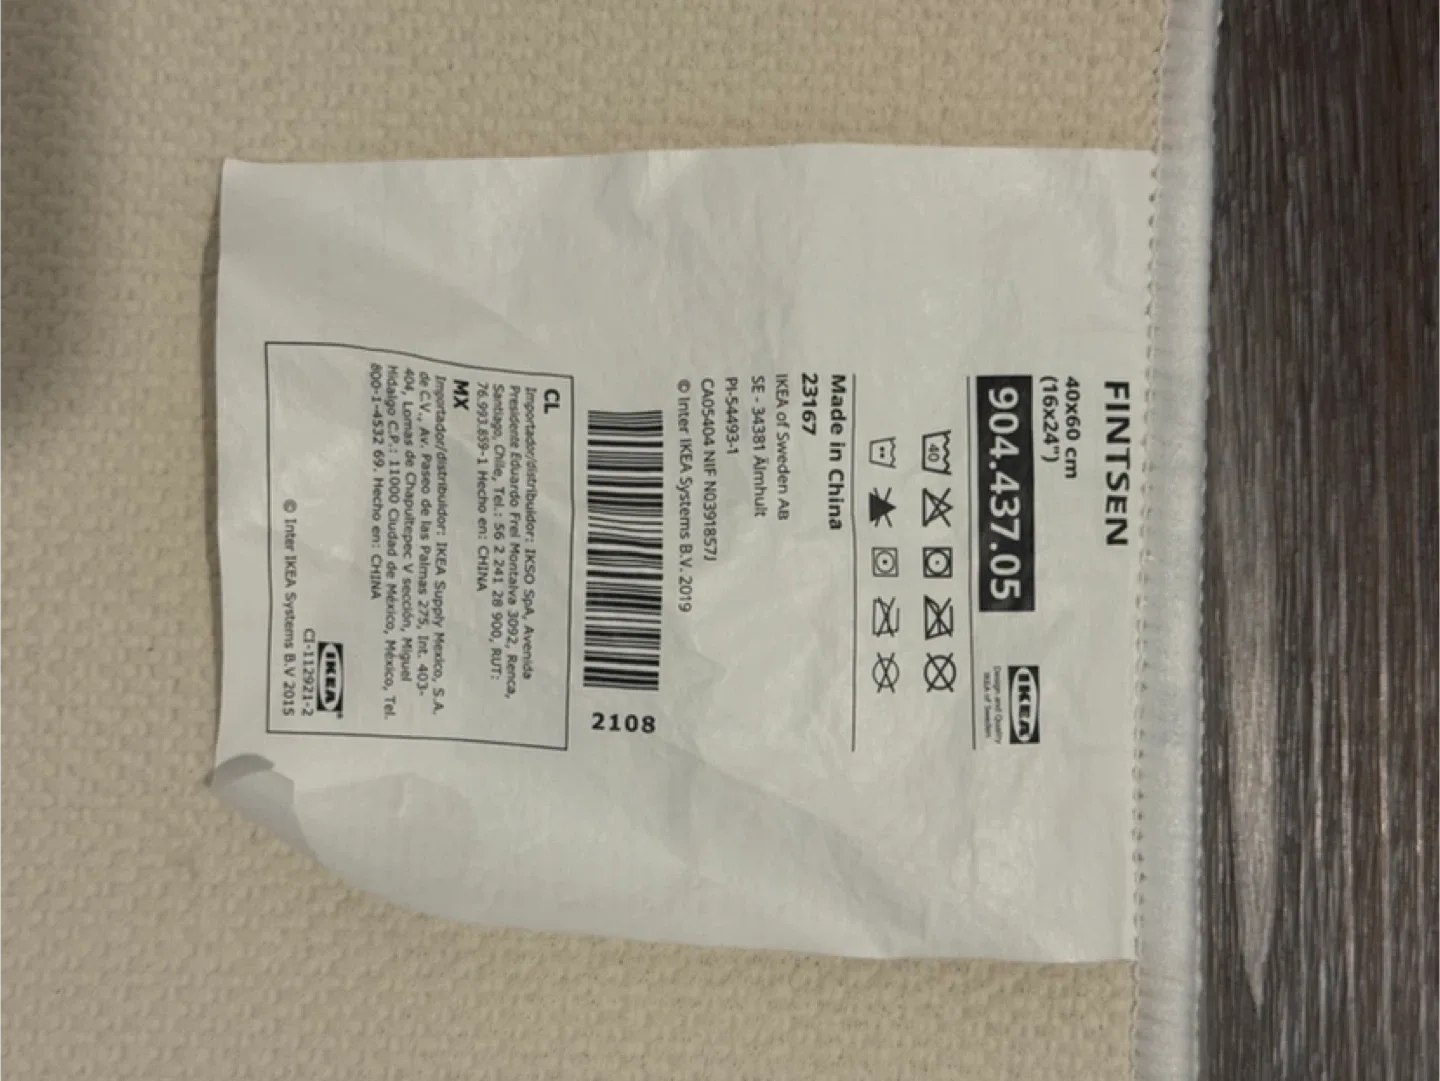 FINTSEN
40x60 cm
(16x24")
904.437.05
IKEA
Design and Quality
IKEA of Sweden
40
Made in China
23167
IKEA of Sweden AB
SE - 34381 Älmhult
PI-54493-1
CA05404 NIF N0391857J
© Inter IKEA Systems B.V. 2019
2108
CL
Importador/distribuidor: IKSO SpA, Avenida
Presidente Eduardo Frei Montalva 3092, Renca,
Santiago, Chile, Tel.: 56 2 241 28 900, RUT:
76.993.859-1 Hecho en: CHINA
MX
Importador/distribuidor: IKEA Supply Mexico, S.A.
de C.V., Av. Paseo de las Palmas 275, Int. 403-
404, Lomas de Chapultepec V sección, Miguel
Hidalgo C.P.: 11000 Ciudad de México, México, Tel.
800-1-4532 69. Hecho en: CHINA
IKEA®
CI-112921-2
© Inter IKEA Systems B.V 2015